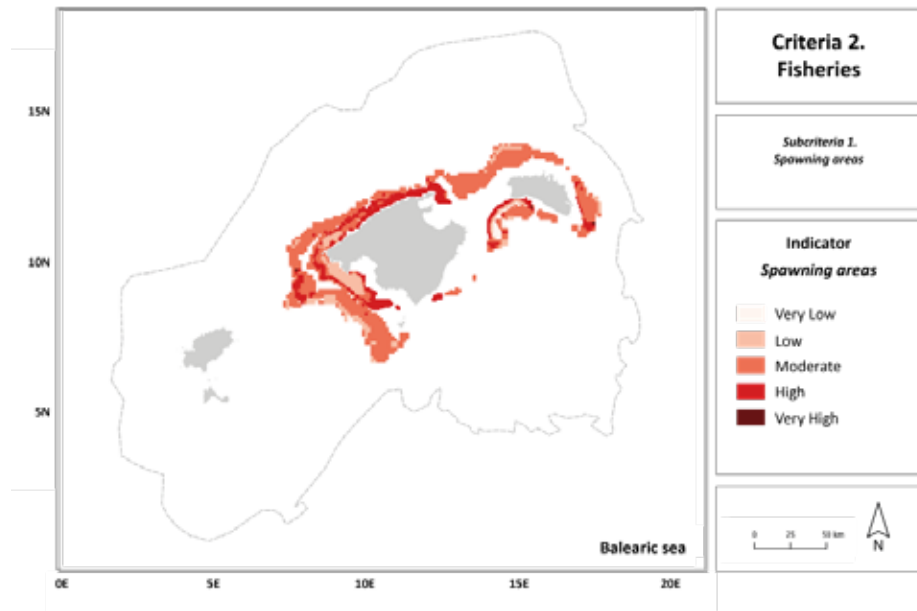 Criteria 2.
Fisheries
Subcriteria 1.
Spawning areas
Indicator
Spawning areas
Very Low
Low
Moderate
High
Very High
0 25 50 km
N
15N
10N
5N
Balearic sea
0E 5E 10E 15E 20E